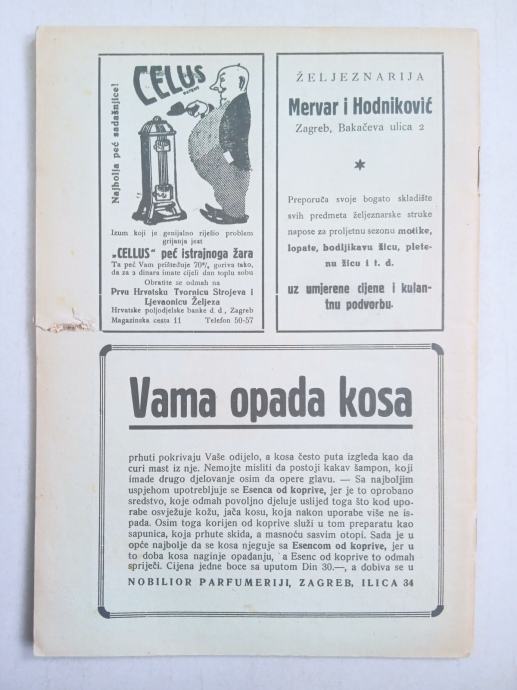 Najbolja peć sadašnjice!
CELUS
Izum koji je genijalno riješio problem
grijanja jest
„CELLUS" peć istrajnoga žara
Ta peć Vam prišteđuje 70% goriva tako,
da za 2 dinara imate cijeli dan toplu sobu
Obratite se odmah na
Prvu Hrvatsku Tvornicu Strojeva i
Ljevaonicu Željeza
Hrvatske poljodjelske banke d. d., Zagreb
Magazinska cesta 11 Telefon 50-57
ŽELJEZNARIJA
Mervar i Hodniković
Zagreb, Bakačeva ulica 2
Preporuča svoje bogato skladište
svih predmeta željeznarske struke
napose za proljetnu sezonu motike,
lopate, bodljikavu žicu, plete-
nu žicu i t. d.
uz umjerene cijene i kulan-
tnu podvorbu.
Vama opada kosa
prhuti pokrivaju Vaše odijelo, a kosa često puta izgleda kao da
curi mast iz nje. Nemojte misliti da postoji kakav šampon, koji
imade drugo djelovanje osim da opere glavu. — Sa najboljim
uspjehom upotrebljuje se Esenca od koprive, jer je to oprobano
sredstvo, koje odmah povoljno djeluje uslijed toga što kod upo-
rabe osvježuje kožu, jača kosu, koja nakon uporabe više ne is-
pada. Osim toga korijen od koprive služi u tom preparatu kao
sapunica, koja prhute skida, a masnoću sasvim otopi. Sada je u
opće najbolje da se kosa njeguje sa Esencom od koprive, jer u
to doba kosa naginje opadanju, a Esenc od koprive to odmah
spriječi. Cijena jedne boce sa uputom Din 30.—, a dobiva se u
NOBILIOR PARFUMERIJI, ZAGREB, ILICA 34